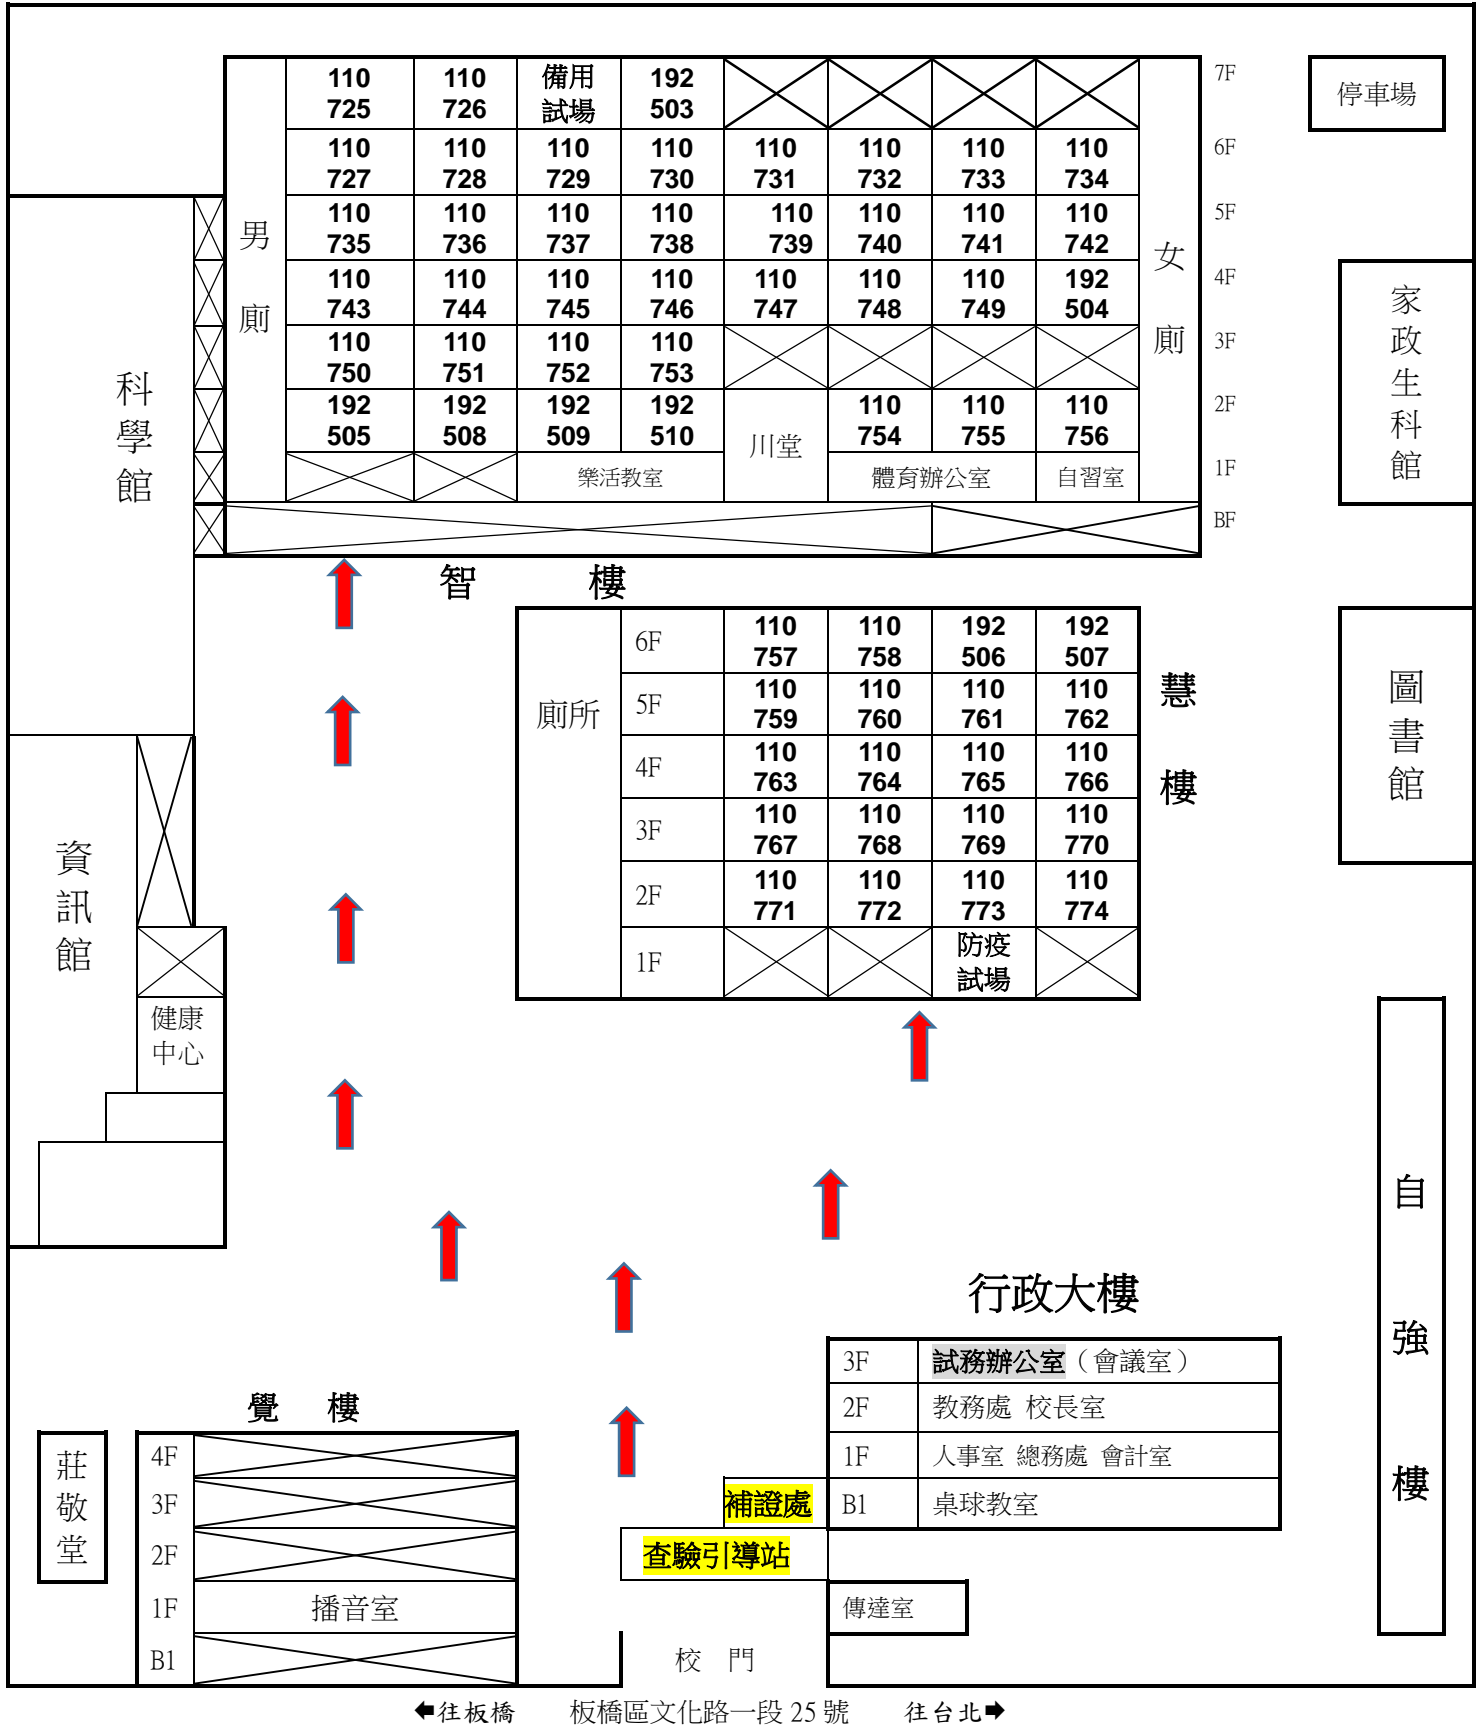 110 110 備用 192 7F
725 726 試場 503
停車場
110 110 110 110 110 110 110 110 6F
727 728 729 730 731 732 733 734
110 110 110 110 110 110 110 110 5F
735 736 737 738 739 740 741 742
110 110 110 110 110 110 110 192 4F
743 744 745 746 747 748 749 504
110 110 110 110 3F
750 751 752 753
192 192 192 192 110 110 110 2F
505 508 509 510 754 755 756
川堂
樂活教室 體育辦公室 自習室 1F
BF
男廁
女廁
科學館
家政生科館
智 樓
6F 110 110 192 192
757 758 506 507
5F 110 110 110 110
759 760 761 762
4F 110 110 110 110
763 764 765 766
3F 110 110 110 110
767 768 769 770
2F 110 110 110 110
771 772 773 774
1F 防疫
試場
廁所
慧樓
圖書館
資訊館
健康
中心
自強樓
行政大樓
3F 試務辦公室（會議室）
2F 教務處 校長室
1F 人事室 總務處 會計室
B1 桌球教室
補證處
查驗引導站
傳達室
覺 樓
莊敬堂
4F
3F
2F
1F 播音室
B1
校 門
⬅往板橋 板橋區文化路一段 25 號 往台北➡